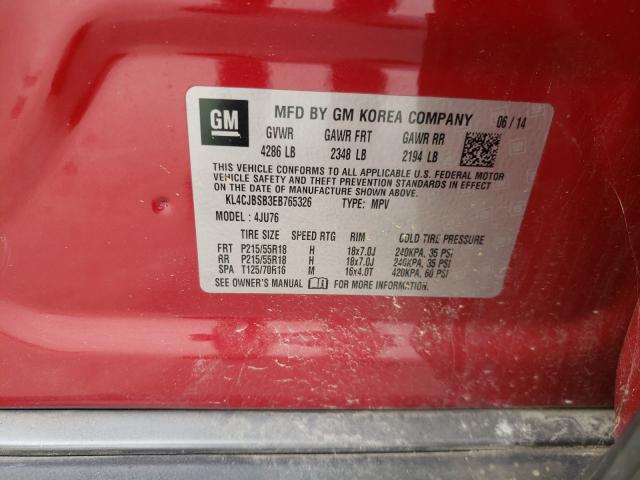 GM
MFD BY GM KOREA COMPANY 06 / 14
GVWR GAWR FRT GAWR RR
4286 LB 2348 LB 2194 LB
THIS VEHICLE CONFORMS TO ALL APPLICABLE U.S. FEDERAL MOTOR
VEHICLE SAFETY AND THEFT PREVENTION STANDARDS IN EFFECT
ON THE DATE OF MANUFACTURE SHOWN ABOVE.
KL4CJBSB3EB765326 TYPE: MPV
MODEL : 4JU76
TIRE SIZE SPEED RTG RIM COLD TIRE PRESSURE
FRT P215/55R18 H 18x7.0J 240KPA, 35 PSI
RR P215/55R18 H 18x7.0J 240KPA, 35 PSI
SPA T125/70R16 M 16x4.0T 420KPA, 60 PSI
SEE OWNER'S MANUAL FOR MORE INFORMATION.